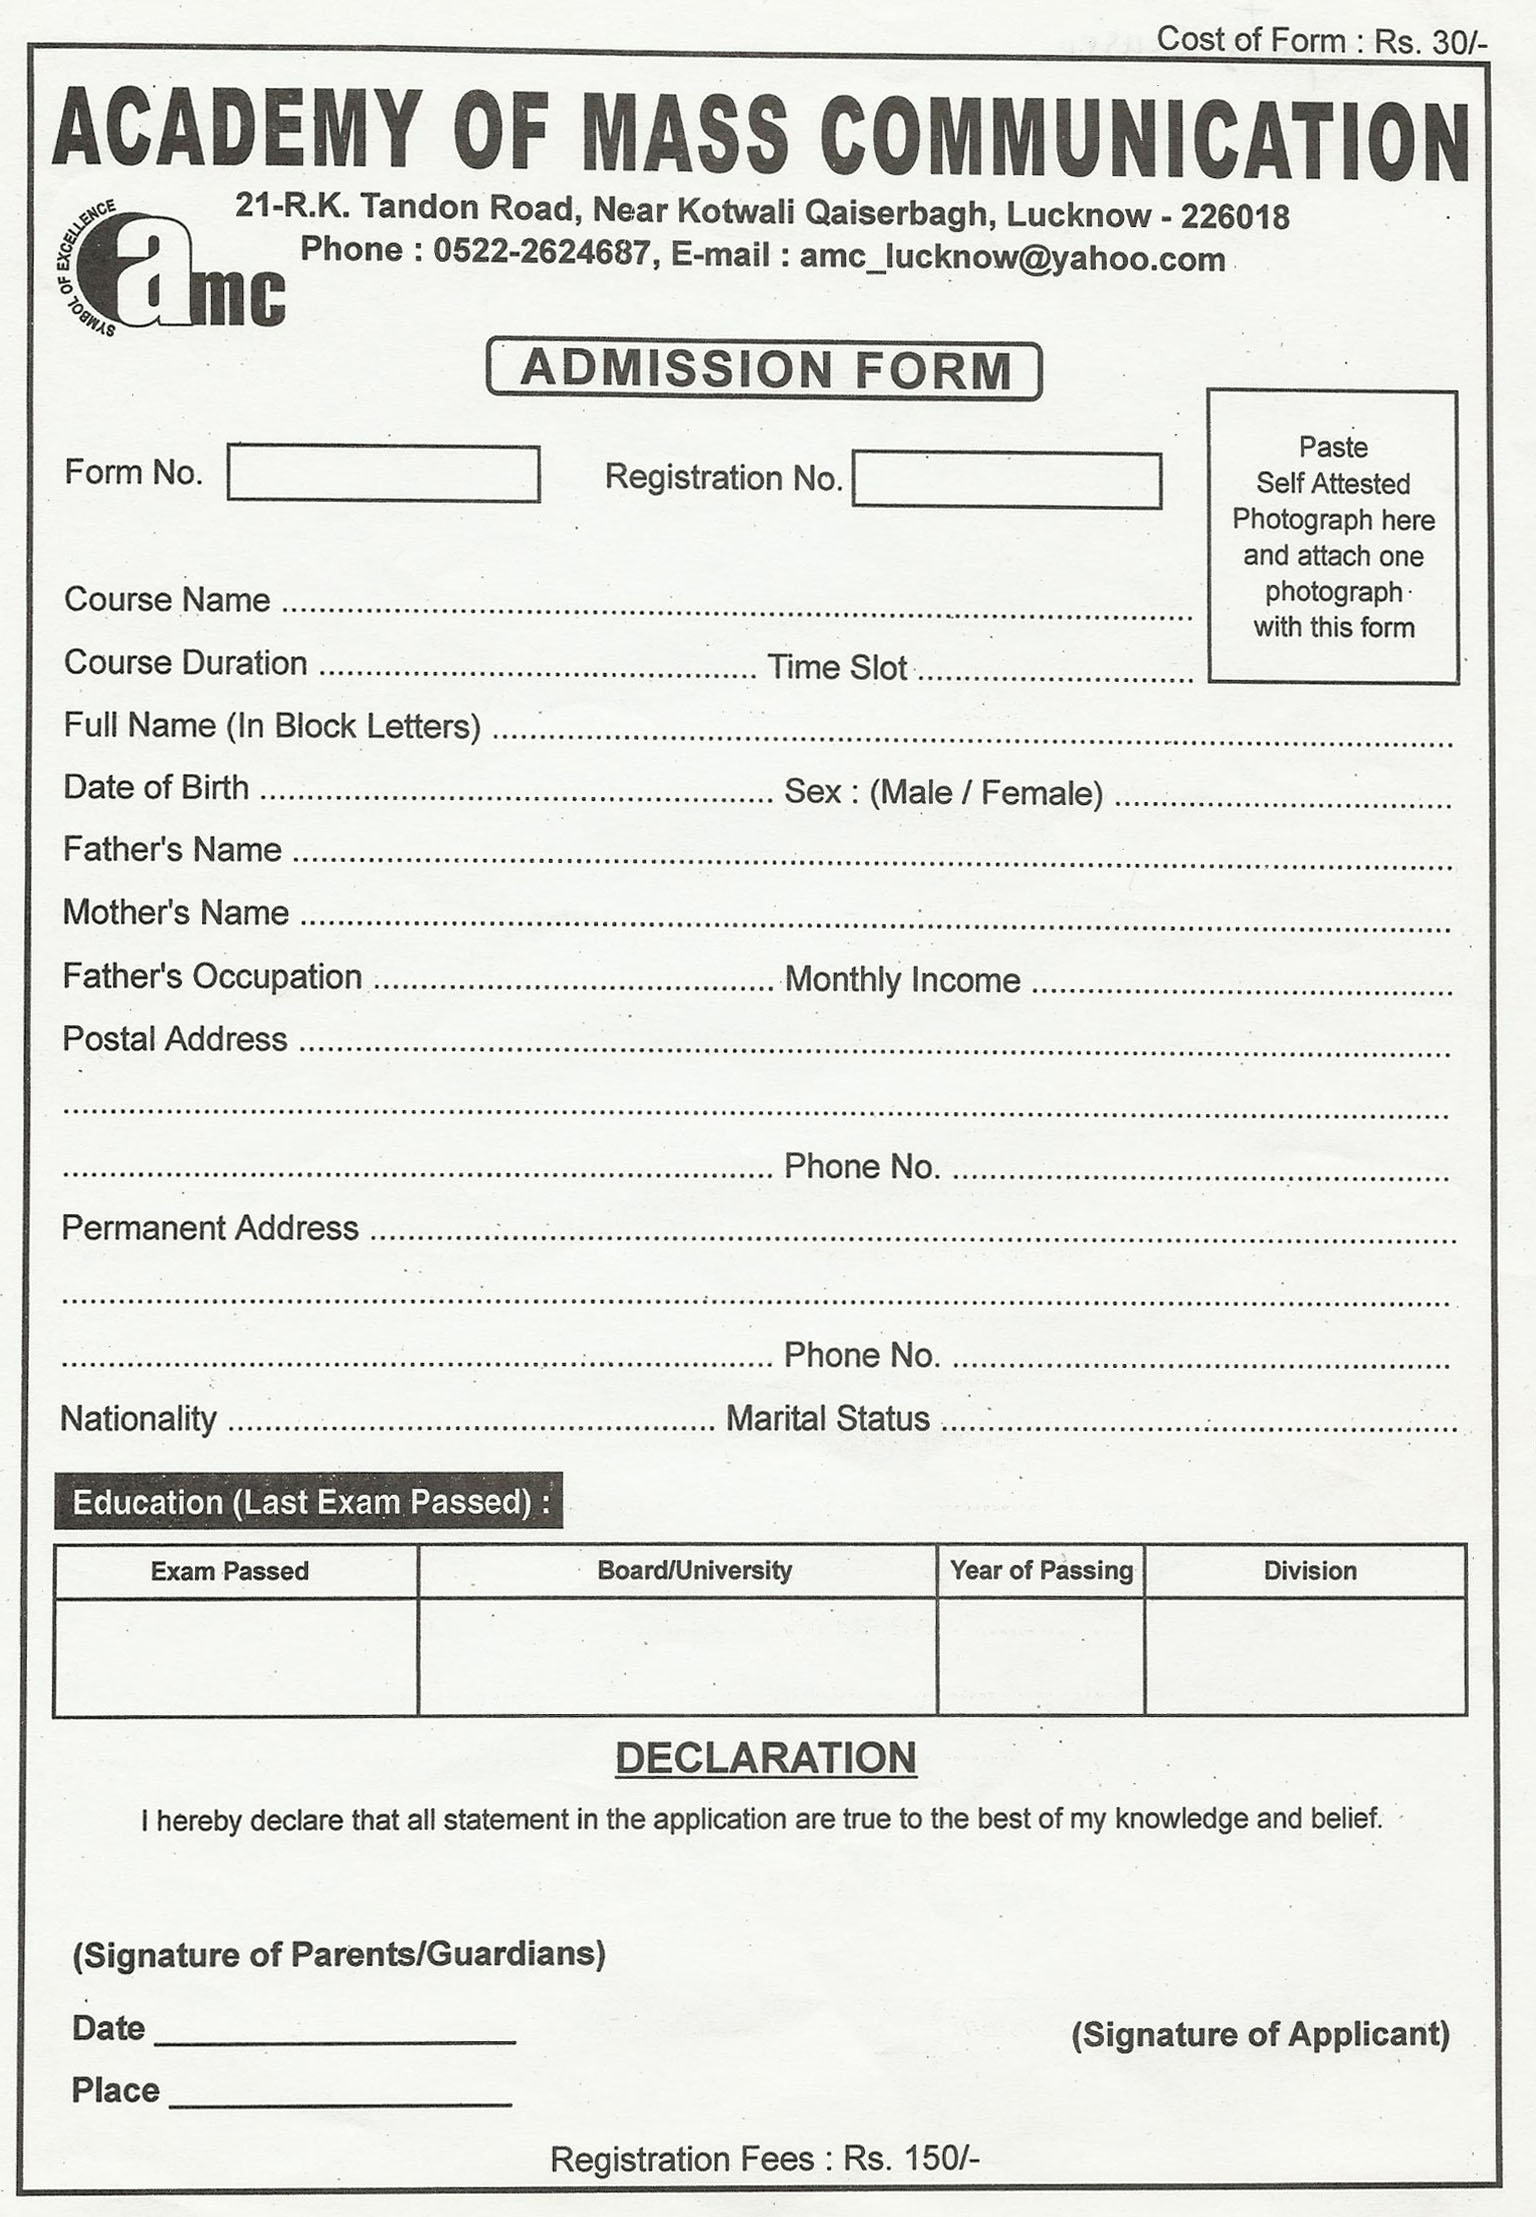 Cost of Form : Rs. 30/-
ACADEMY OF MASS COMMUNICATION
21-R.K. Tandon Road, Near Kotwali Qaiserbagh, Lucknow - 226018
Phone : 0522-2624687, E-mail : amc_lucknow@yahoo.com
SYMBOL OF EXCELLENCE
amc
ADMISSION FORM
Form No.
Registration No.
Paste
Self Attested
Photograph here
and attach one
photograph
with this form
Course Name
Course Duration Time Slot
Full Name (In Block Letters)
Date of Birth Sex : (Male / Female)
Father's Name
Mother's Name
Father's Occupation Monthly Income
Postal Address
Phone No.
Permanent Address
Phone No.
Nationality Marital Status
Education (Last Exam Passed) :
Exam Passed Board/University Year of Passing Division
DECLARATION
I hereby declare that all statement in the application are true to the best of my knowledge and belief.
(Signature of Parents/Guardians)
Date
(Signature of Applicant)
Place
Registration Fees : Rs. 150/-